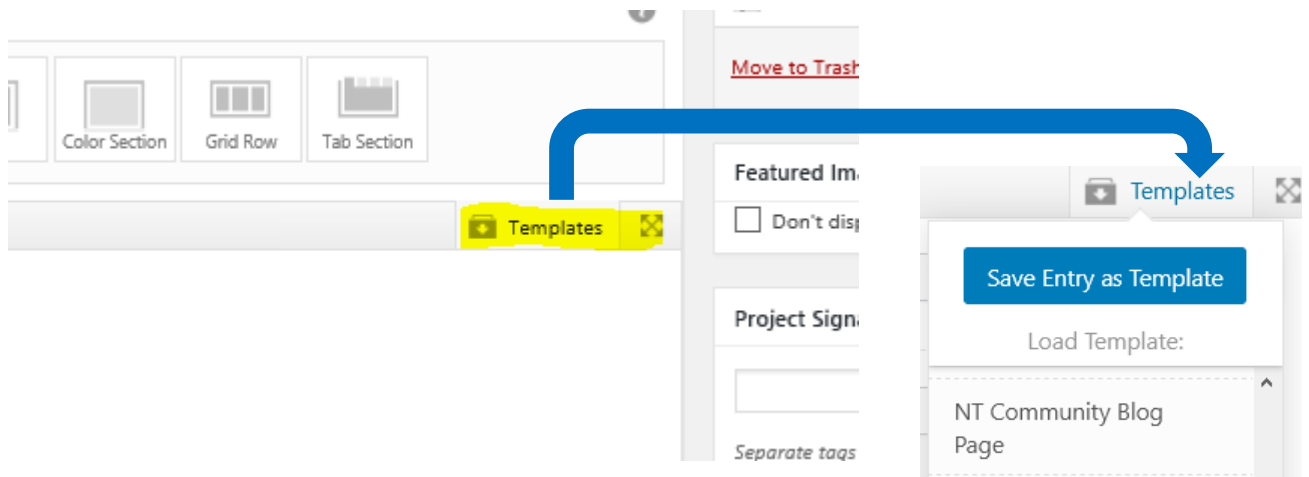 ?
Move to Trash
Color Section
Grid Row
Tab Section
Templates
Featured Im
Don't disp
Project Signa
Separate tags
Templates
Save Entry as Template
Load Template:
NT Community Blog
Page